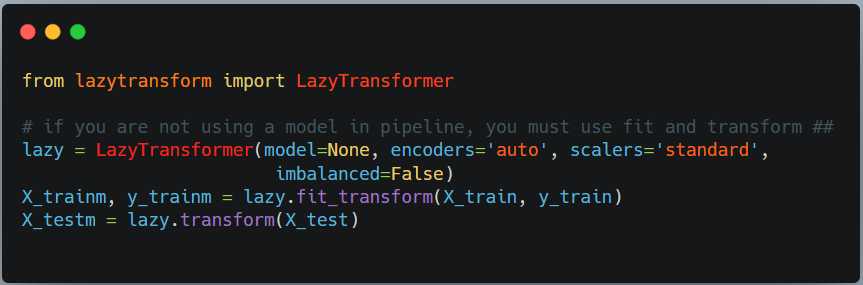 from lazytransform import LazyTransformer
# if you are not using a model in pipeline, you must use fit and transform ##
lazy = LazyTransformer(model=None, encoders='auto', scalers='standard',
imbalanced=False)
X_trainm, y_trainm = lazy.fit_transform(X_train, y_train)
X_testm = lazy.transform(X_test)